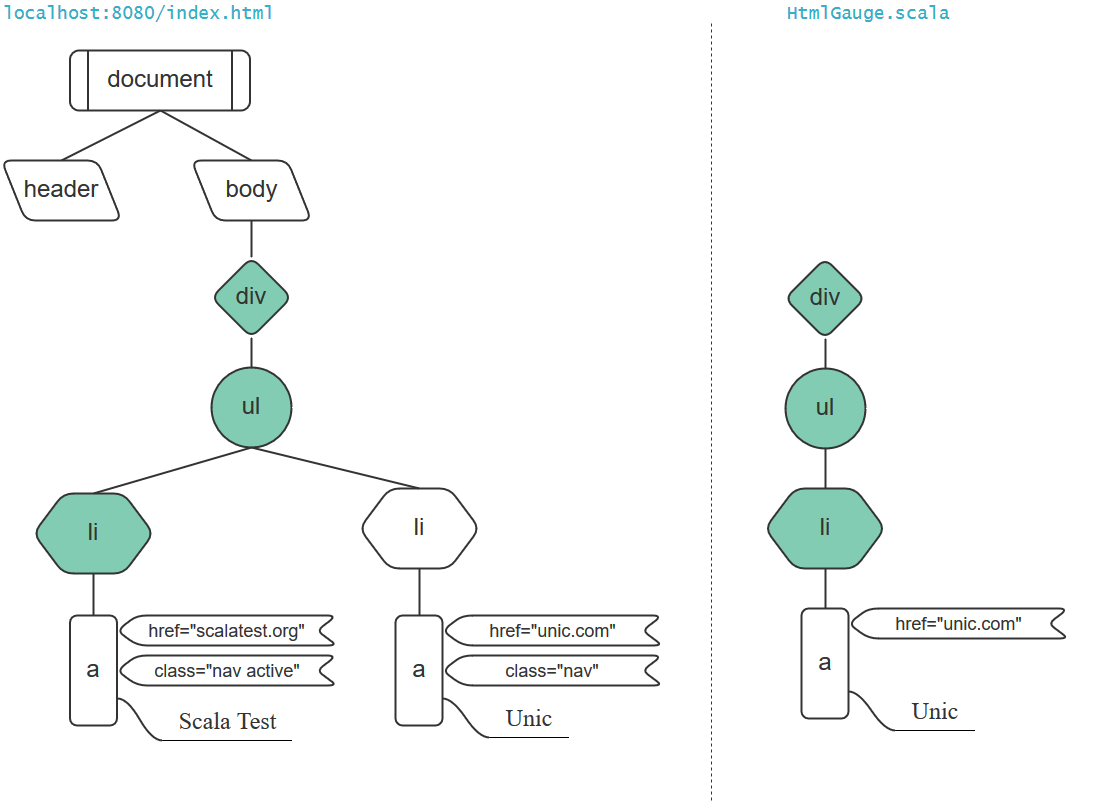 localhost:8080/index.html
HtmlGauge.scala
document
header
body
div
div
ul
ul
li
li
li
a
href="scalatest.org"
class="nav active"
Scala Test
a
href="unic.com"
class="nav"
Unic
a
href="unic.com"
Unic